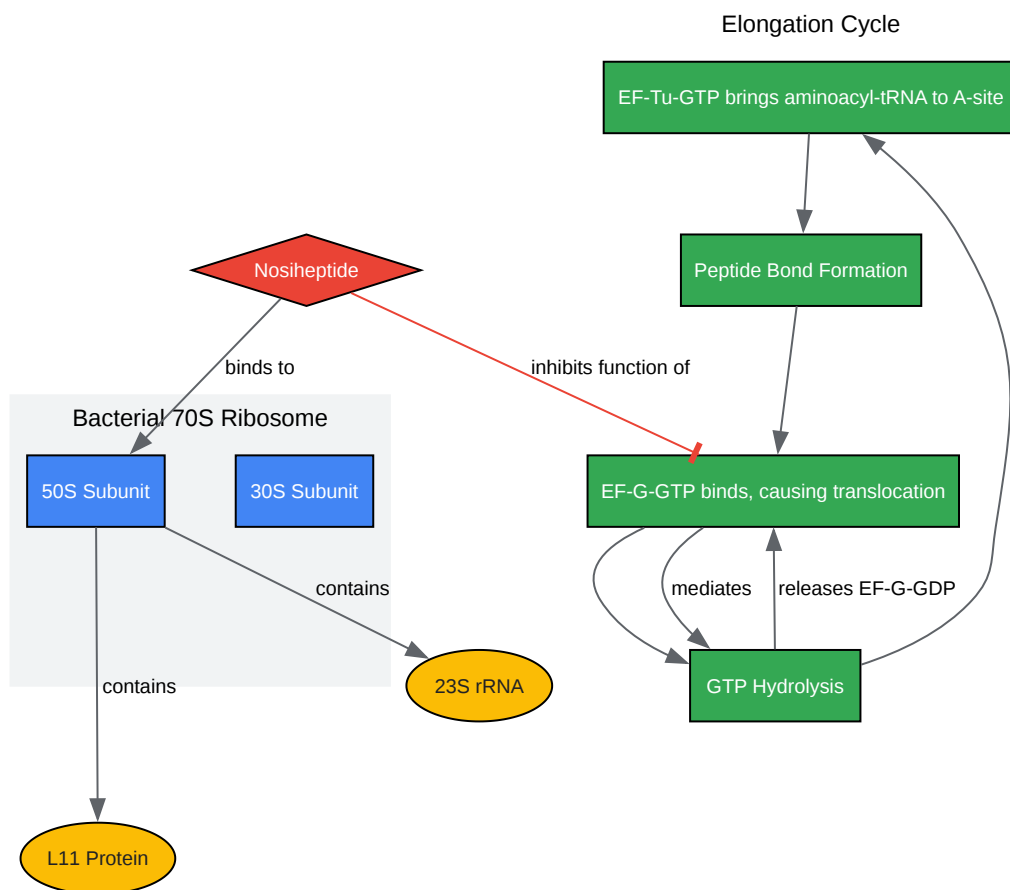 Elongation Cycle
EF-Tu-GTP brings aminoacyl-tRNA to A-site
Nosiheptide
Peptide Bond Formation
binds to
inhibits function of
Bacterial 70S Ribosome
50S Subunit
30S Subunit
EF-G-GTP binds, causing translocation
contains
mediates
releases EF-G-GDP
contains
23S rRNA
GTP Hydrolysis
L11 Protein